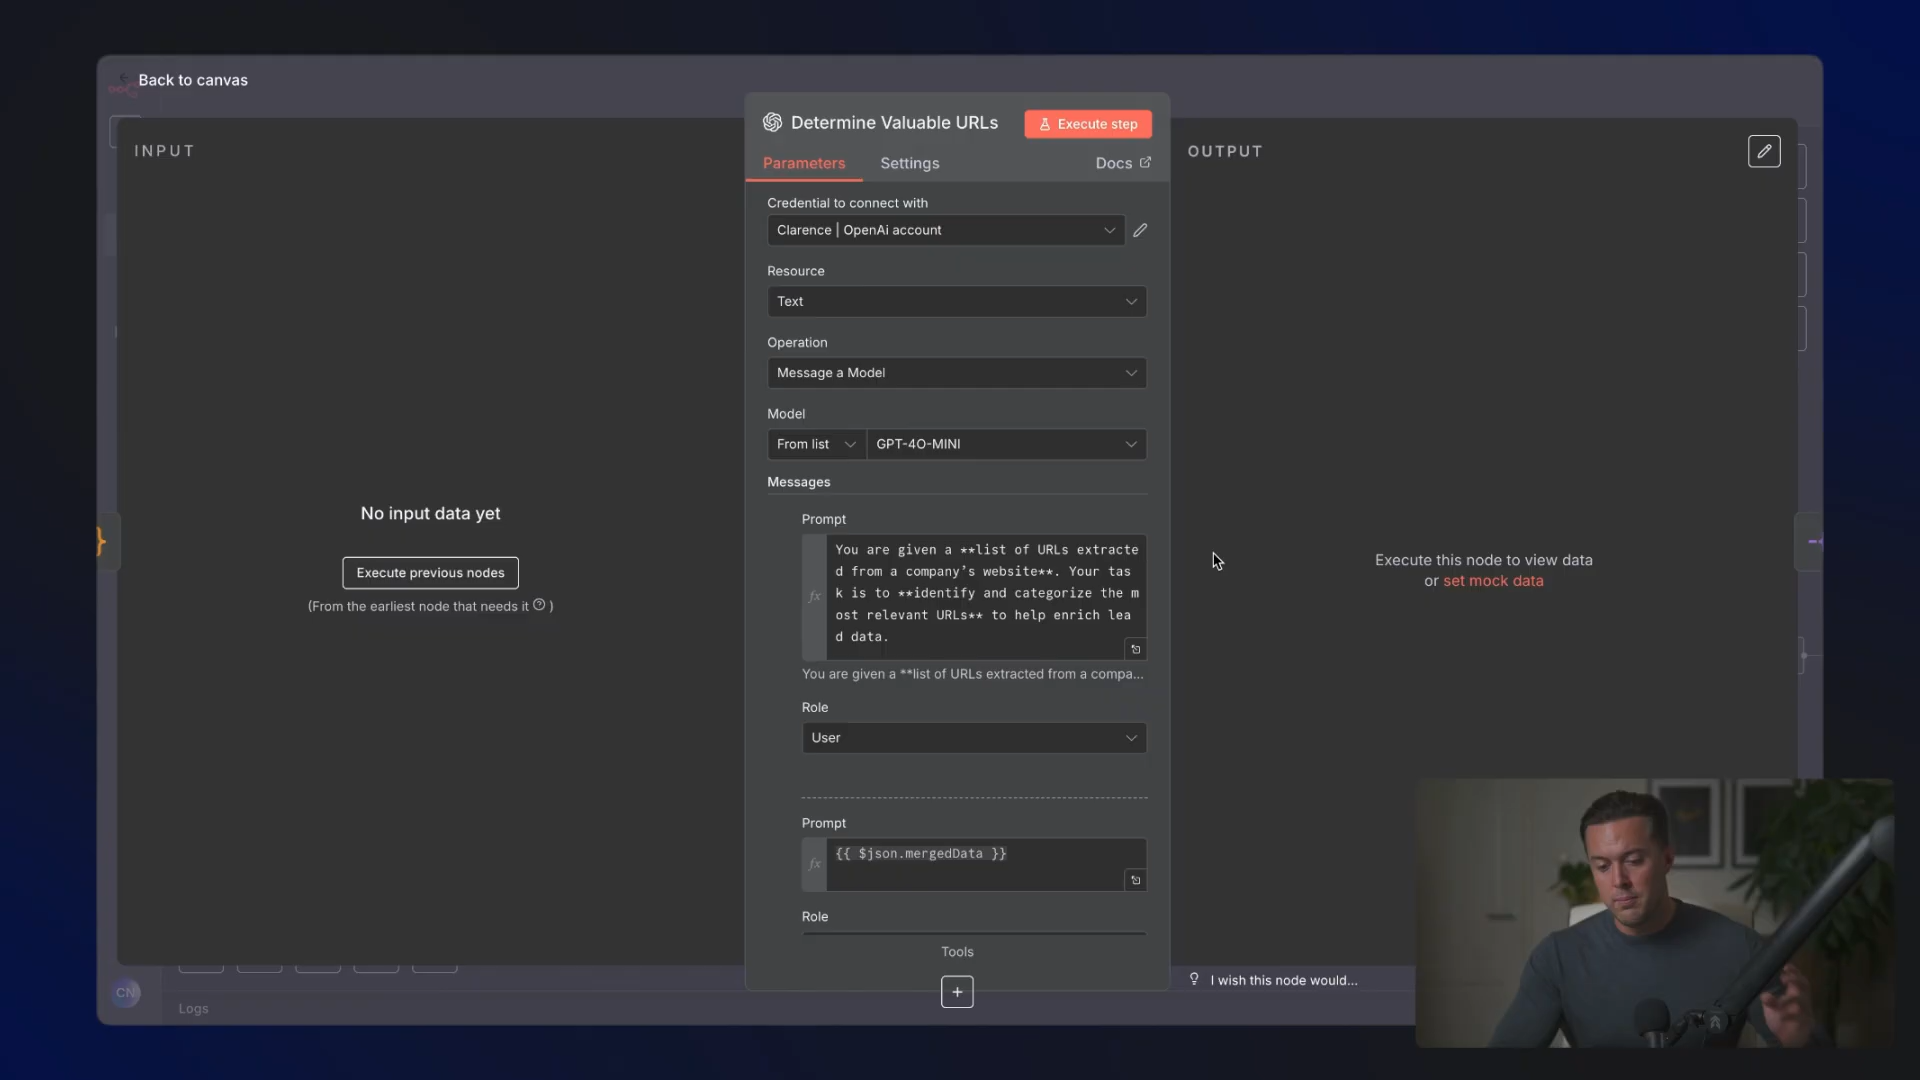 Back to canvas
INPUT
No input data yet
Execute previous nodes
(From the earliest node that needs it ? )
Determine Valuable URLs
Execute step
Parameters
Settings
Docs
Credential to connect with
Clarence | OpenAi account
Resource
Text
Operation
Message a Model
Model
From list
GPT-4O-MINI
Messages
Prompt
fx
You are given a **list of URLs extracte
d from a company’s website**. Your tas
k is to **identify and categorize the m
ost relevant URLs** to help enrich lea
d data.
You are given a **list of URLs extracted from a compa...
Role
User
Prompt
fx
{{ $json.mergedData }}
Role
Tools
+
OUTPUT
Execute this node to view data
or set mock data
I wish this node would...
CN
Logs